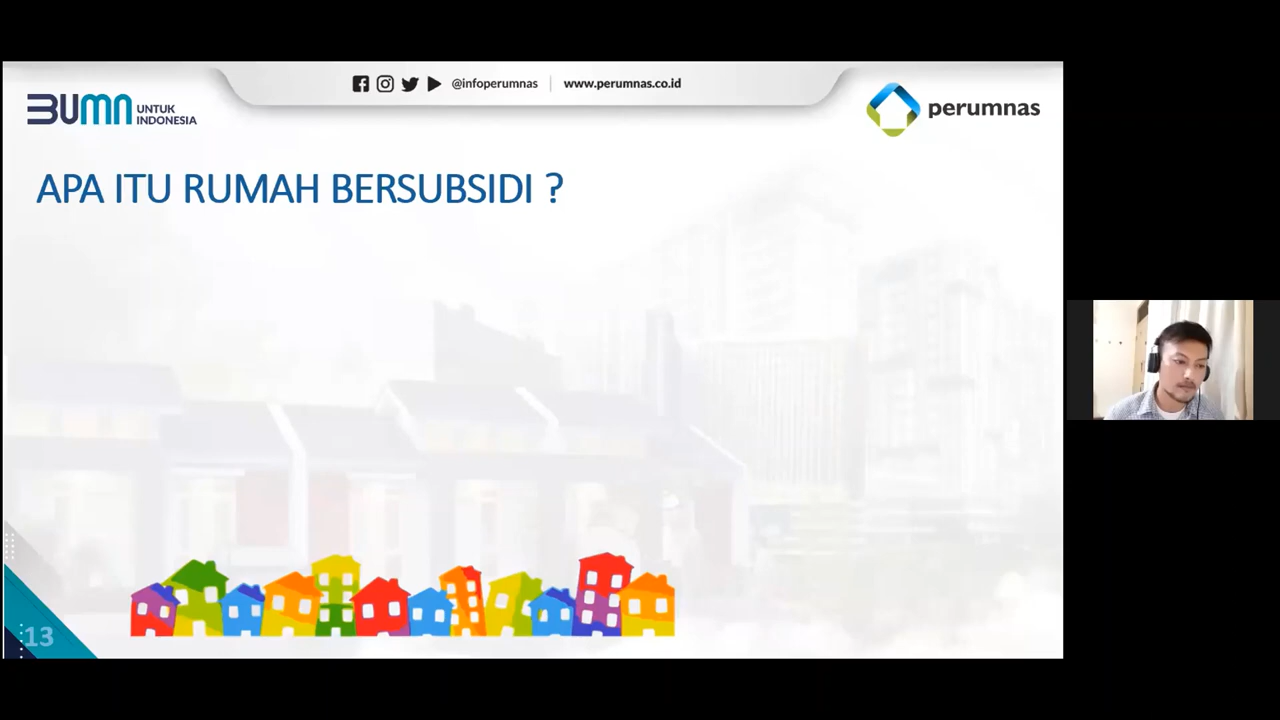 @infoperumnas | www.perumnas.co.id
BUMN UNTUK INDONESIA
perumnas
APA ITU RUMAH BERSUBSIDI ?
13